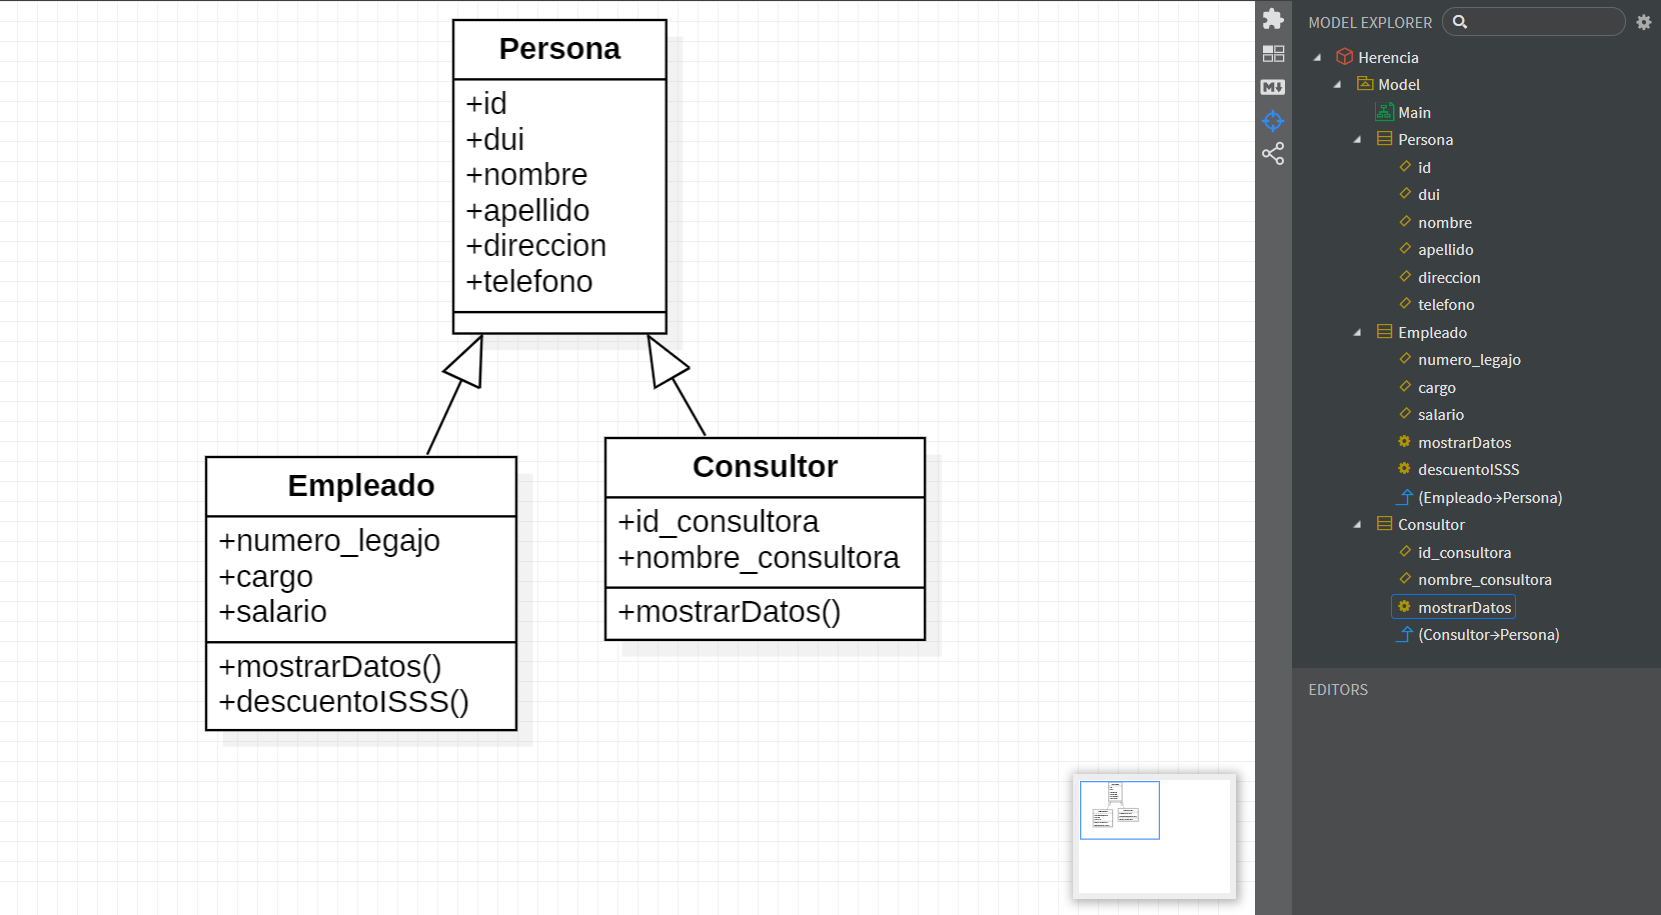 Persona
+id
+dui
+nombre
+apellido
+direccion
+telefono
Empleado
+numero_legajo
+cargo
+salario
+mostrarDatos()
+descuentoISSS()
Consultor
+id_consultora
+nombre_consultora
+mostrarDatos()
M
MODEL EXPLORER
Herencia
Model
Main
Persona
id
dui
nombre
apellido
direccion
telefono
Empleado
numero_legajo
cargo
salario
mostrarDatos
descuentoISSS
(Empleado→Persona)
Consultor
id_consultora
nombre_consultora
mostrarDatos
(Consultor→Persona)
EDITORS